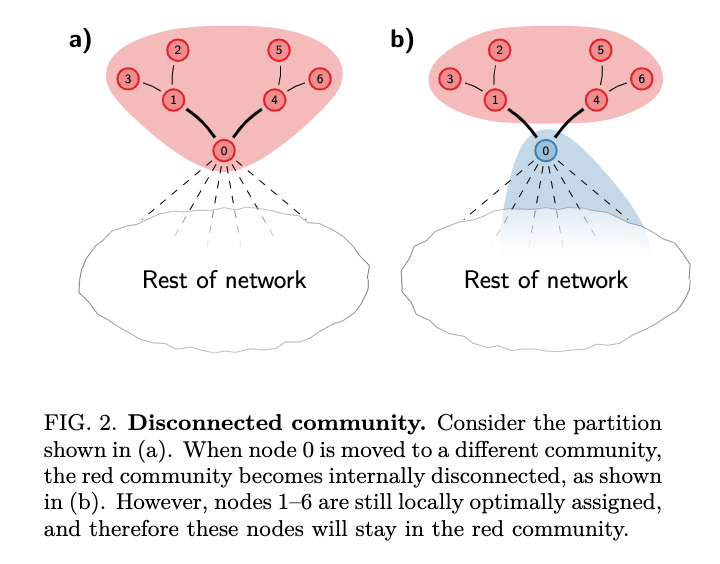 a)
2
5
3
6
1
4
0
Rest of network
b)
2
5
3
6
1
4
0
Rest of network
FIG. 2. Disconnected community. Consider the partition
shown in (a). When node 0 is moved to a different community,
the red community becomes internally disconnected, as shown
in (b). However, nodes 1–6 are still locally optimally assigned,
and therefore these nodes will stay in the red community.